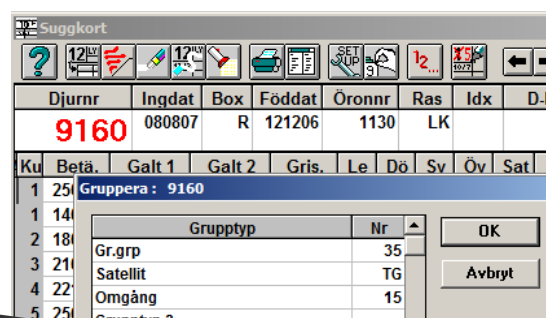 Suggkort
Djurnr Ingdat Box Föddat Öronnr Ras Idx
9160 080807 R 121206 1130 LK
Ku Betä. Galt 1 Galt 2 Gris. Le Dö Sv Öv Sat
1
1
2
3
4
5
Gruppera : 9160
Grupptyp Nr
Gr.grp 35
Satellit TG
Omgång 15
OK
Avbryt